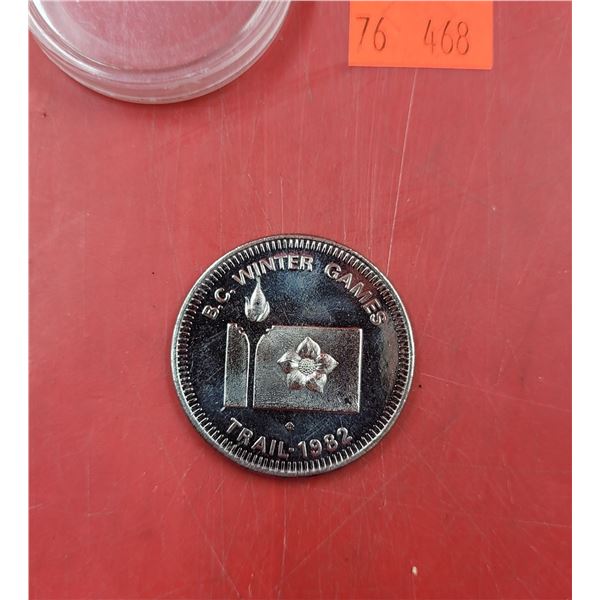 76 468
B.C. WINTER GAMES
TRAIL-1982